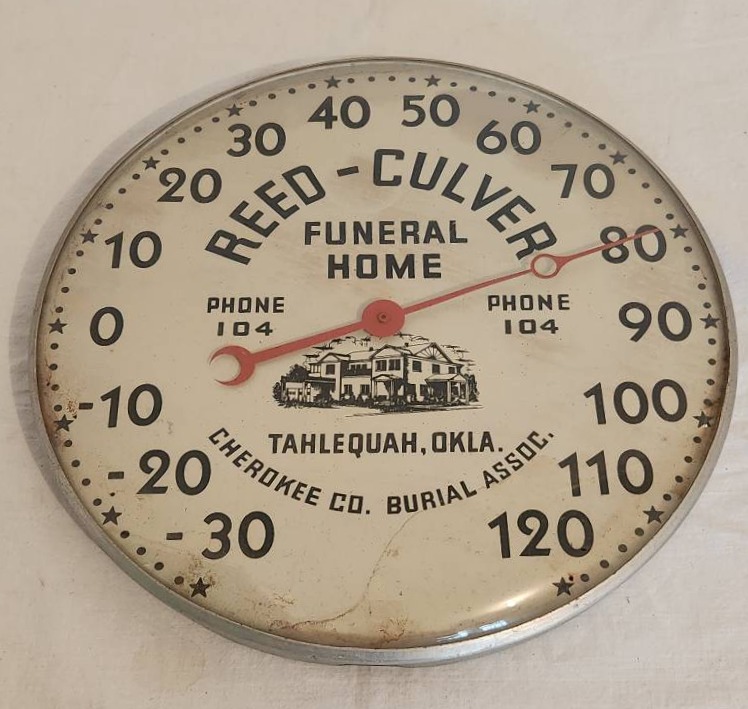 -30
-20
-10
0
10
20
30
40
50
60
70
80
90
100
110
120
REED-CULVER
FUNERAL
HOME
PHONE
104
PHONE
104
TAHLEQUAH, OKLA.
CHEROKEE CO. BURIAL ASSOC.